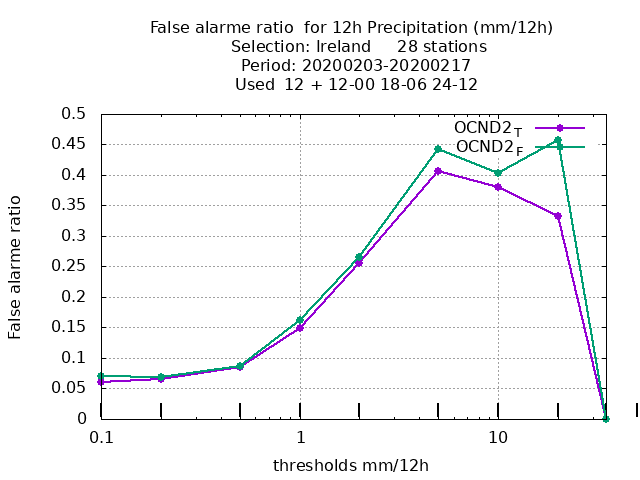 False alarme ratio  for 12h Precipitation (mm/12h)
Selection: Ireland     28 stations
Period: 20200203-20200217
Used  12 + 12-00 18-06 24-12
OCND2T
OCND2F
0.5
0.45
0.4
0.35
0.3
0.25
0.2
0.15
0.1
0.05
0
False alarme ratio
0.1 1 10
thresholds mm/12h